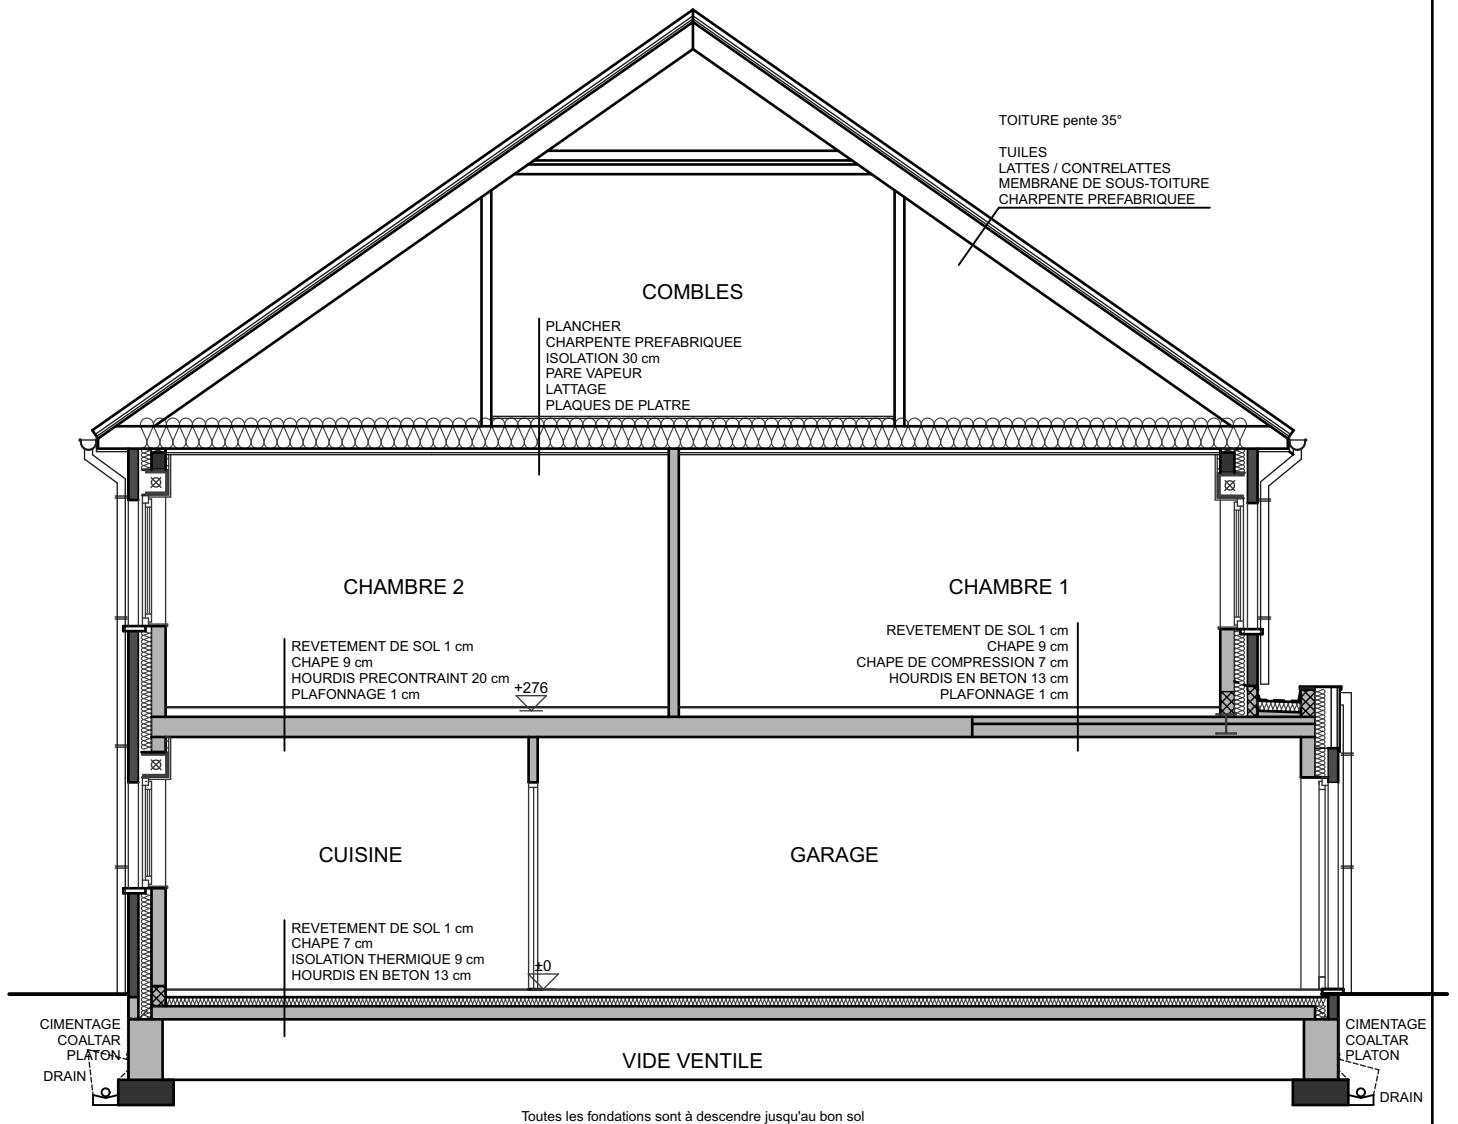 TOITURE pente 35°
TUILES
LATTES / CONTRELATTES
MEMBRANE DE SOUS-TOITURE
CHARPENTE PREFABRIQUEE
COMBLES
PLANCHER
CHARPENTE PREFABRIQUEE
ISOLATION 30 cm
PARE VAPEUR
LATTAGE
PLAQUES DE PLATRE
CHAMBRE 2
CHAMBRE 1
REVETEMENT DE SOL 1 cm
CHAPE 9 cm
HOURDIS PRECONTRAINT 20 cm
PLAFONNAGE 1 cm
+276
REVETEMENT DE SOL 1 cm
CHAPE 9 cm
CHAPE DE COMPRESSION 7 cm
HOURDIS EN BETON 13 cm
PLAFONNAGE 1 cm
CUISINE
GARAGE
REVETEMENT DE SOL 1 cm
CHAPE 7 cm
ISOLATION THERMIQUE 9 cm
HOURDIS EN BETON 13 cm
±0
CIMENTAGE
COALTAR
PLATON
DRAIN
VIDE VENTILE
CIMENTAGE
COALTAR
PLATON
DRAIN
Toutes les fondations sont à descendre jusqu'au bon sol